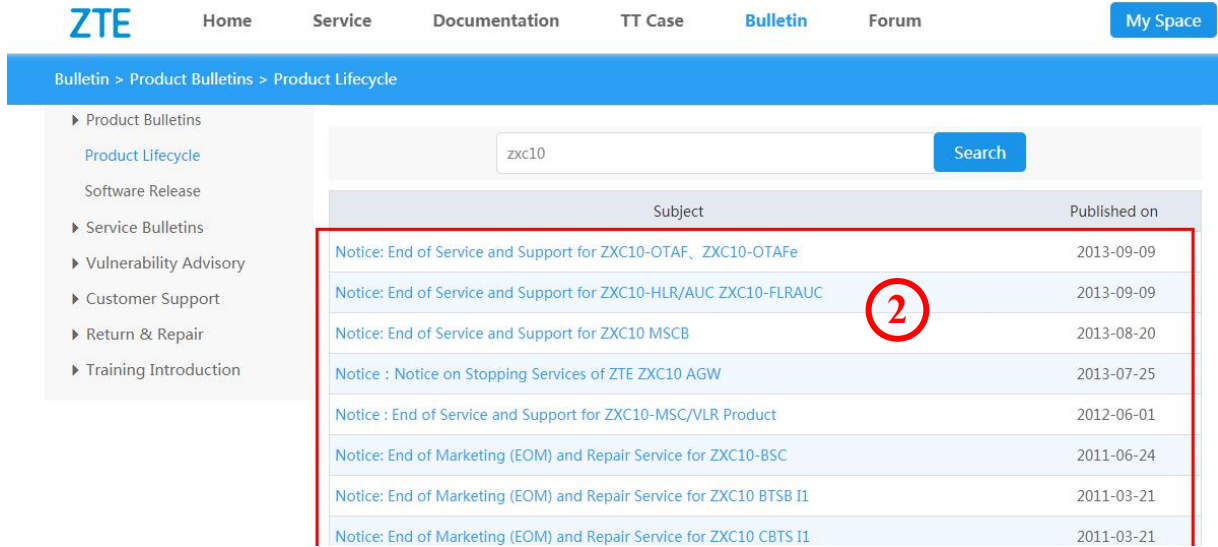 ZTE Home Service Documentation TT Case Bulletin Forum My Space
Bulletin > Product Bulletins > Product Lifecycle
Product Bulletins
Product Lifecycle
Software Release
Service Bulletins
Vulnerability Advisory
Customer Support
Return & Repair
Training Introduction
zxc10 Search
Subject Published on
Notice: End of Service and Support for ZXC10-OTAF、ZXC10-OTAFe 2013-09-09
Notice: End of Service and Support for ZXC10-HLR/AUC ZXC10-FLRAUC 2013-09-09
2
Notice: End of Service and Support for ZXC10 MSCB 2013-08-20
Notice : Notice on Stopping Services of ZTE ZXC10 AGW 2013-07-25
Notice : End of Service and Support for ZXC10-MSC/VLR Product 2012-06-01
Notice: End of Marketing (EOM) and Repair Service for ZXC10-BSC 2011-06-24
Notice: End of Marketing (EOM) and Repair Service for ZXC10 BTSB I1 2011-03-21
Notice: End of Marketing (EOM) and Repair Service for ZXC10 CBTS I1 2011-03-21